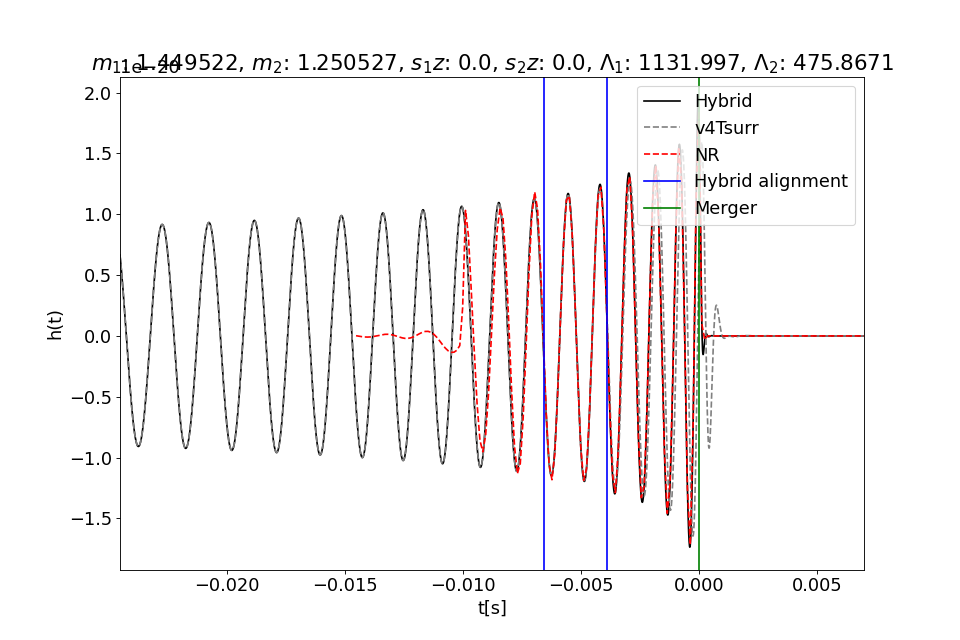 m₁: 1.449522, m₂: 1.250527, s₁z: 0.0, s₂z: 0.0, Λ₁: 1131.997, Λ₂: 475.8671
1e−20
2.0
1.5
1.0
0.5
0.0
−0.5
−1.0
−1.5
h(t)
Hybrid
v4Tsurr
NR
Hybrid alignment
Merger
−0.020 −0.015 −0.010 −0.005 0.000 0.005
t[s]